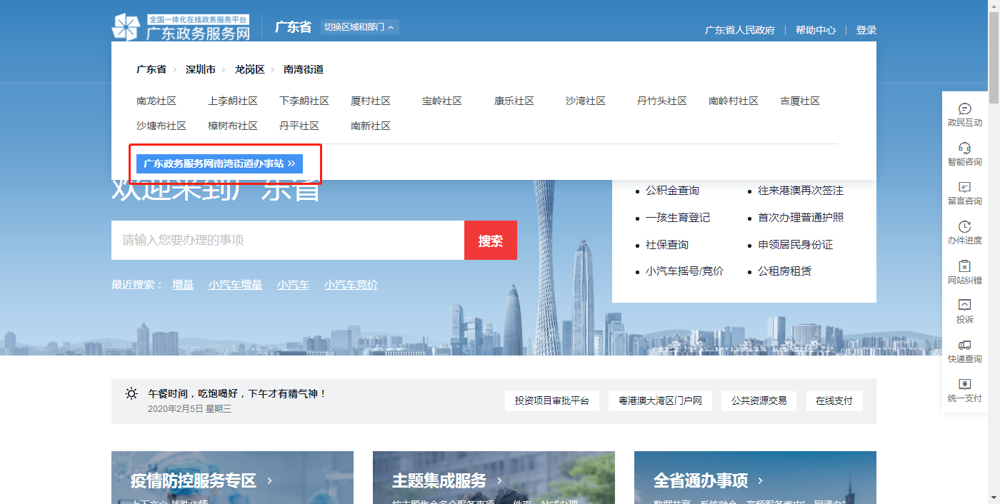 全国一体化在线政务服务平台
广东政务服务网
广东省 切换区域和部门
广东省人民政府 帮助中心 登录
广东省 深圳市 龙岗区 南湾街道
南龙社区 上李朗社区 下李朗社区 厦村社区 宝岭社区 康乐社区 沙湾社区 丹竹头社区 南岭村社区 吉厦社区
沙塘布社区 樟树布社区 丹平社区 南新社区
广东政务服务网南湾街道办事站
欢迎来到广东省
请输入您要办理的事项 搜索
最近搜索： 增量 小汽车增量 小汽车 小汽车竞价
公积金查询 往来港澳再次签注
一孩生育登记 首次办理普通护照
社保查询 申领居民身份证
小汽车摇号/竞价 公租房租赁
政民互动
智能咨询
留言咨询
办件进度
网站纠错
投诉
快递查询
统一支付
午餐时间，吃饱喝好，下午才有精气神！
2020年2月5日 星期三
投资项目审批平台 粤港澳大湾区门户网 公共资源交易 在线支付
疫情防控服务专区 主题集成服务 全省通办事项